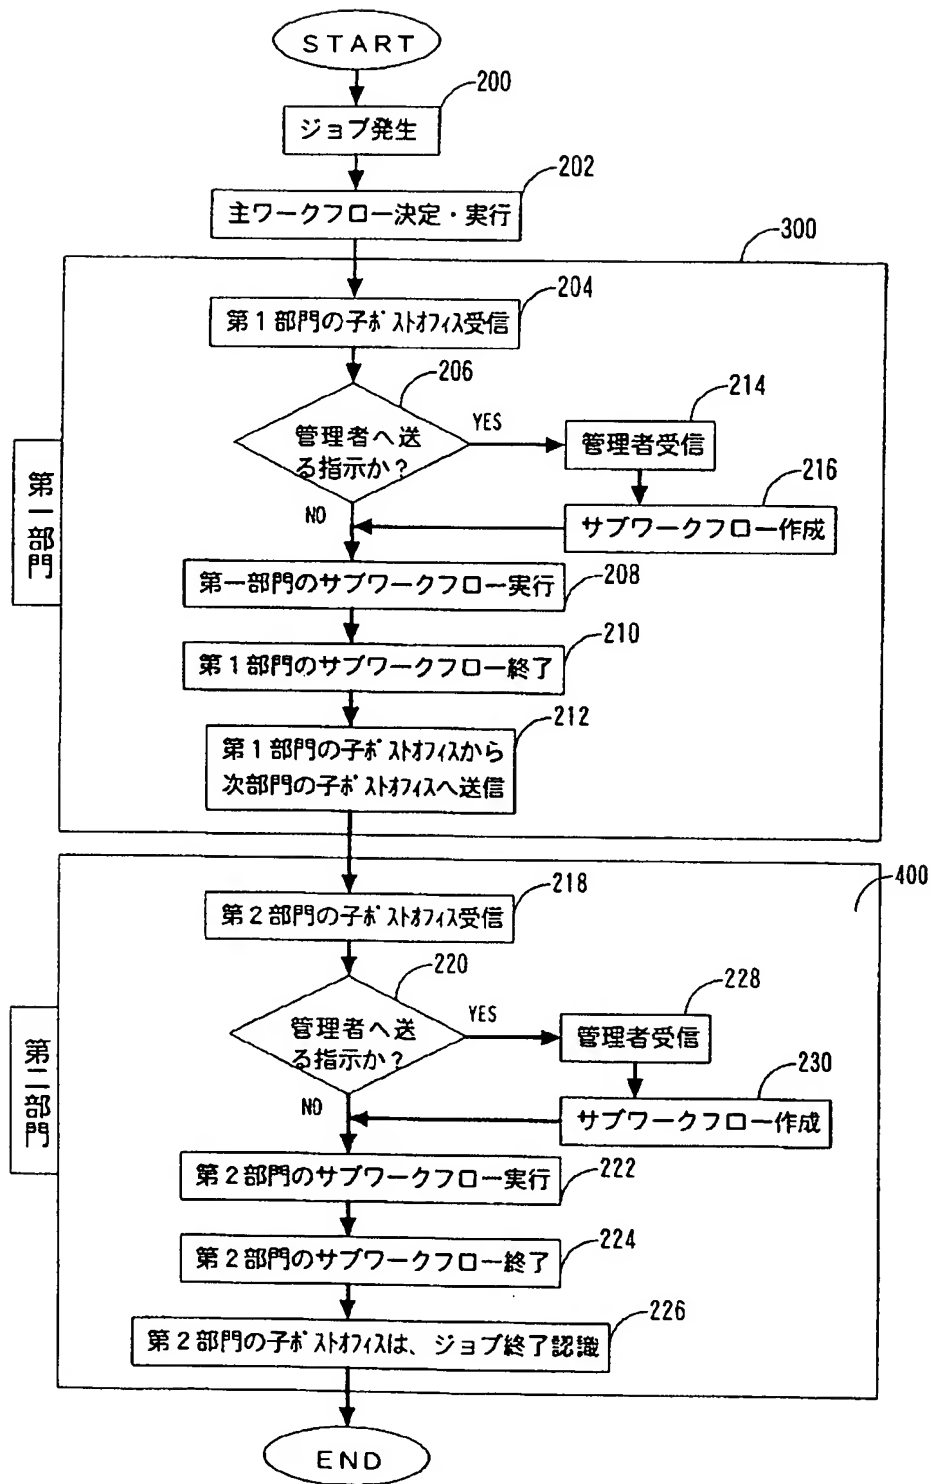 START
200
ジョブ発生
202
主ワークフロー決定・実行
300
204
第1部門の子ポストオフィス受信
206
管理者へ送
る指示か?
YES
NO
214
管理者受信
216
サブワークフロー作成
第一部門
第一部門のサブワークフロー実行
208
210
第1部門のサブワークフロー終了
212
第1部門の子ポストオフィスから
次部門の子ポストオフィスへ送信
400
218
第2部門の子ポストオフィス受信
220
管理者へ送
る指示か?
YES
NO
228
管理者受信
230
サブワークフロー作成
第二部門
第2部門のサブワークフロー実行
222
224
第2部門のサブワークフロー終了
226
第2部門の子ポストオフィスは、ジョブ終了認識
END